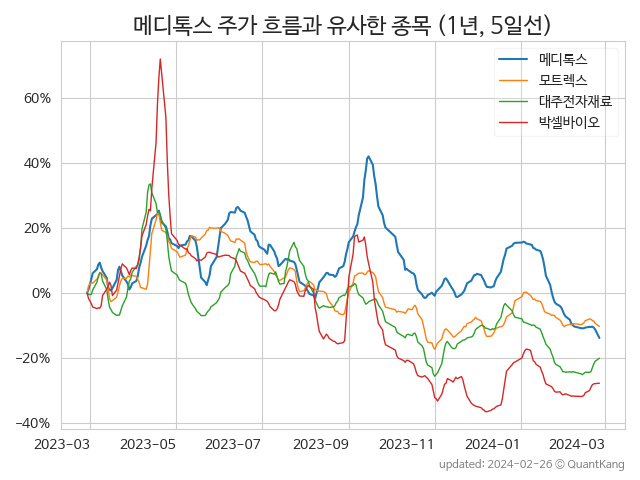 메디톡스 주가 흐름과 유사한 종목 (1년, 5일선)
메디톡스
모트렉스
대주전자재료
박셀바이오
60%
40%
20%
0%
−20%
−40%
2023-03 2023-05 2023-07 2023-09 2023-11 2024-01 2024-03
updated: 2024-02-26 © QuantKang